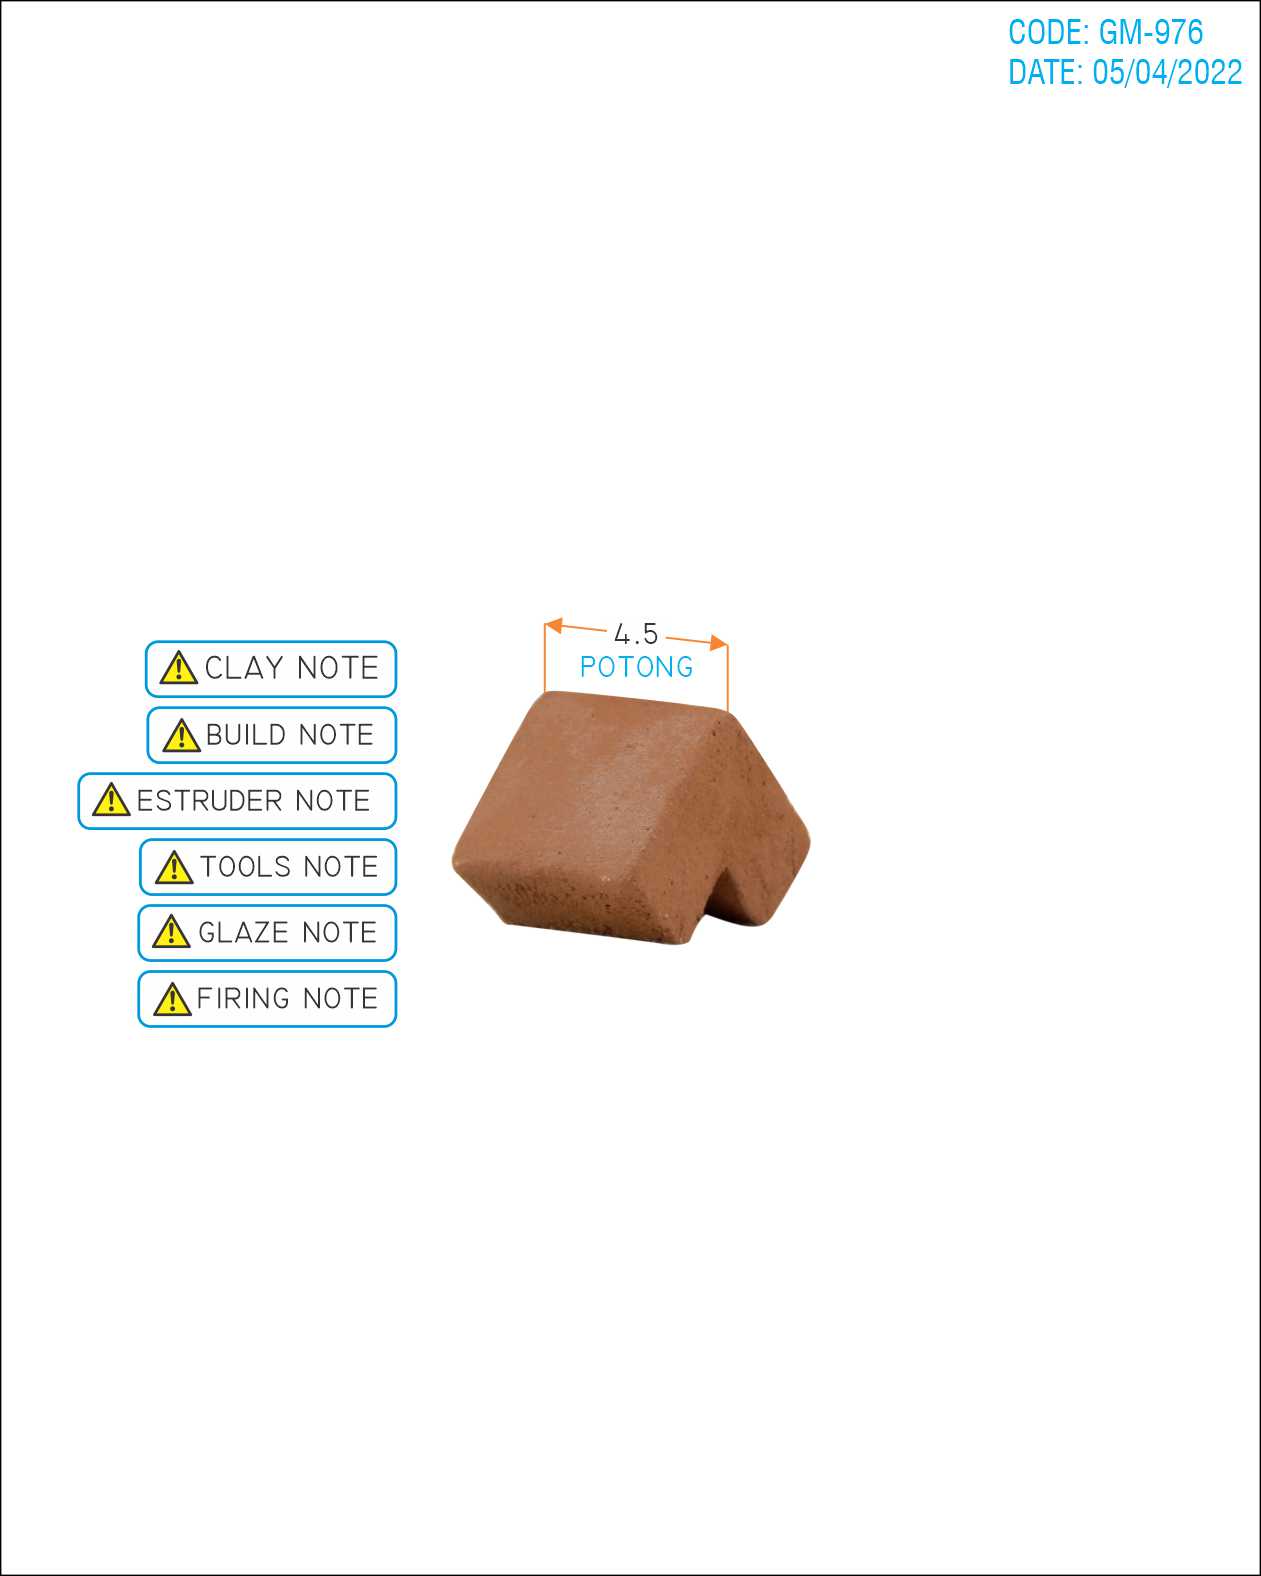 CODE: GM-976
DATE: 05/04/2022
4.5
POTONG
CLAY NOTE
BUILD NOTE
ESTRUDER NOTE
TOOLS NOTE
GLAZE NOTE
FIRING NOTE